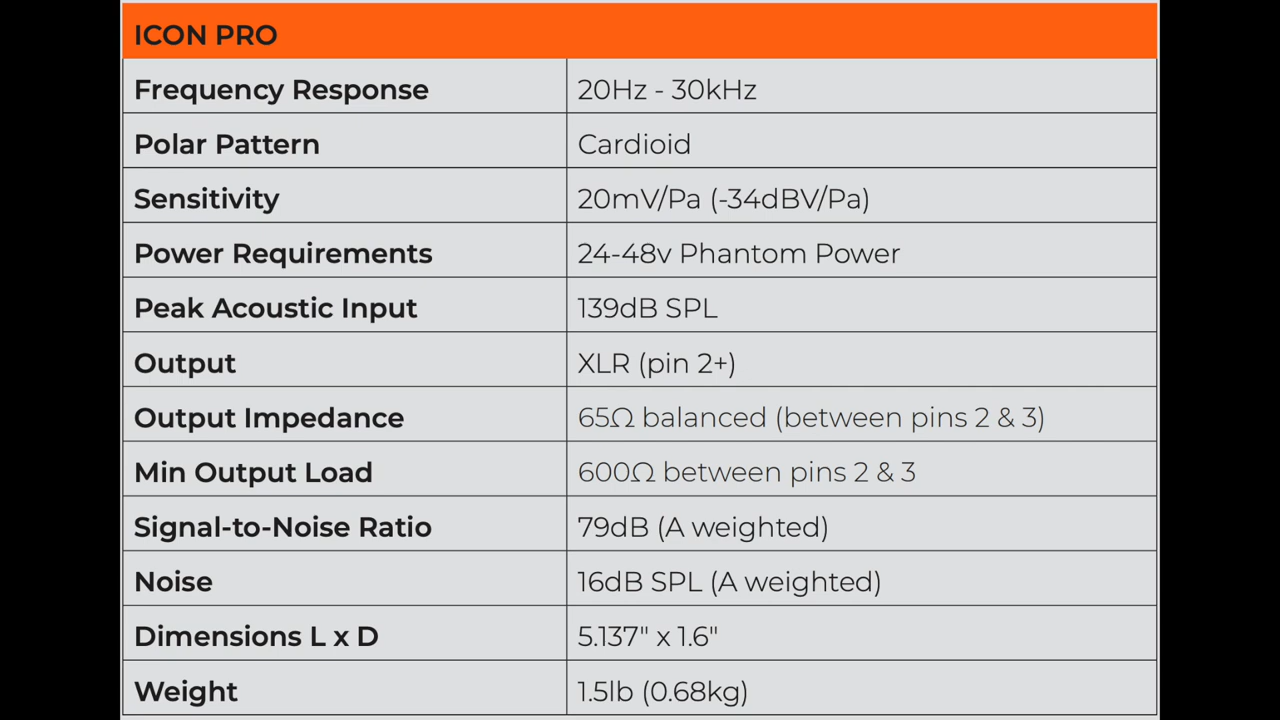 ICON PRO
Frequency Response 20Hz - 30kHz
Polar Pattern Cardioid
Sensitivity 20mV/Pa (-34dBV/Pa)
Power Requirements 24-48v Phantom Power
Peak Acoustic Input 139dB SPL
Output XLR (pin 2+)
Output Impedance 65Ω balanced (between pins 2 & 3)
Min Output Load 600Ω between pins 2 & 3
Signal-to-Noise Ratio 79dB (A weighted)
Noise 16dB SPL (A weighted)
Dimensions L x D 5.137" x 1.6"
Weight 1.5lb (0.68kg)